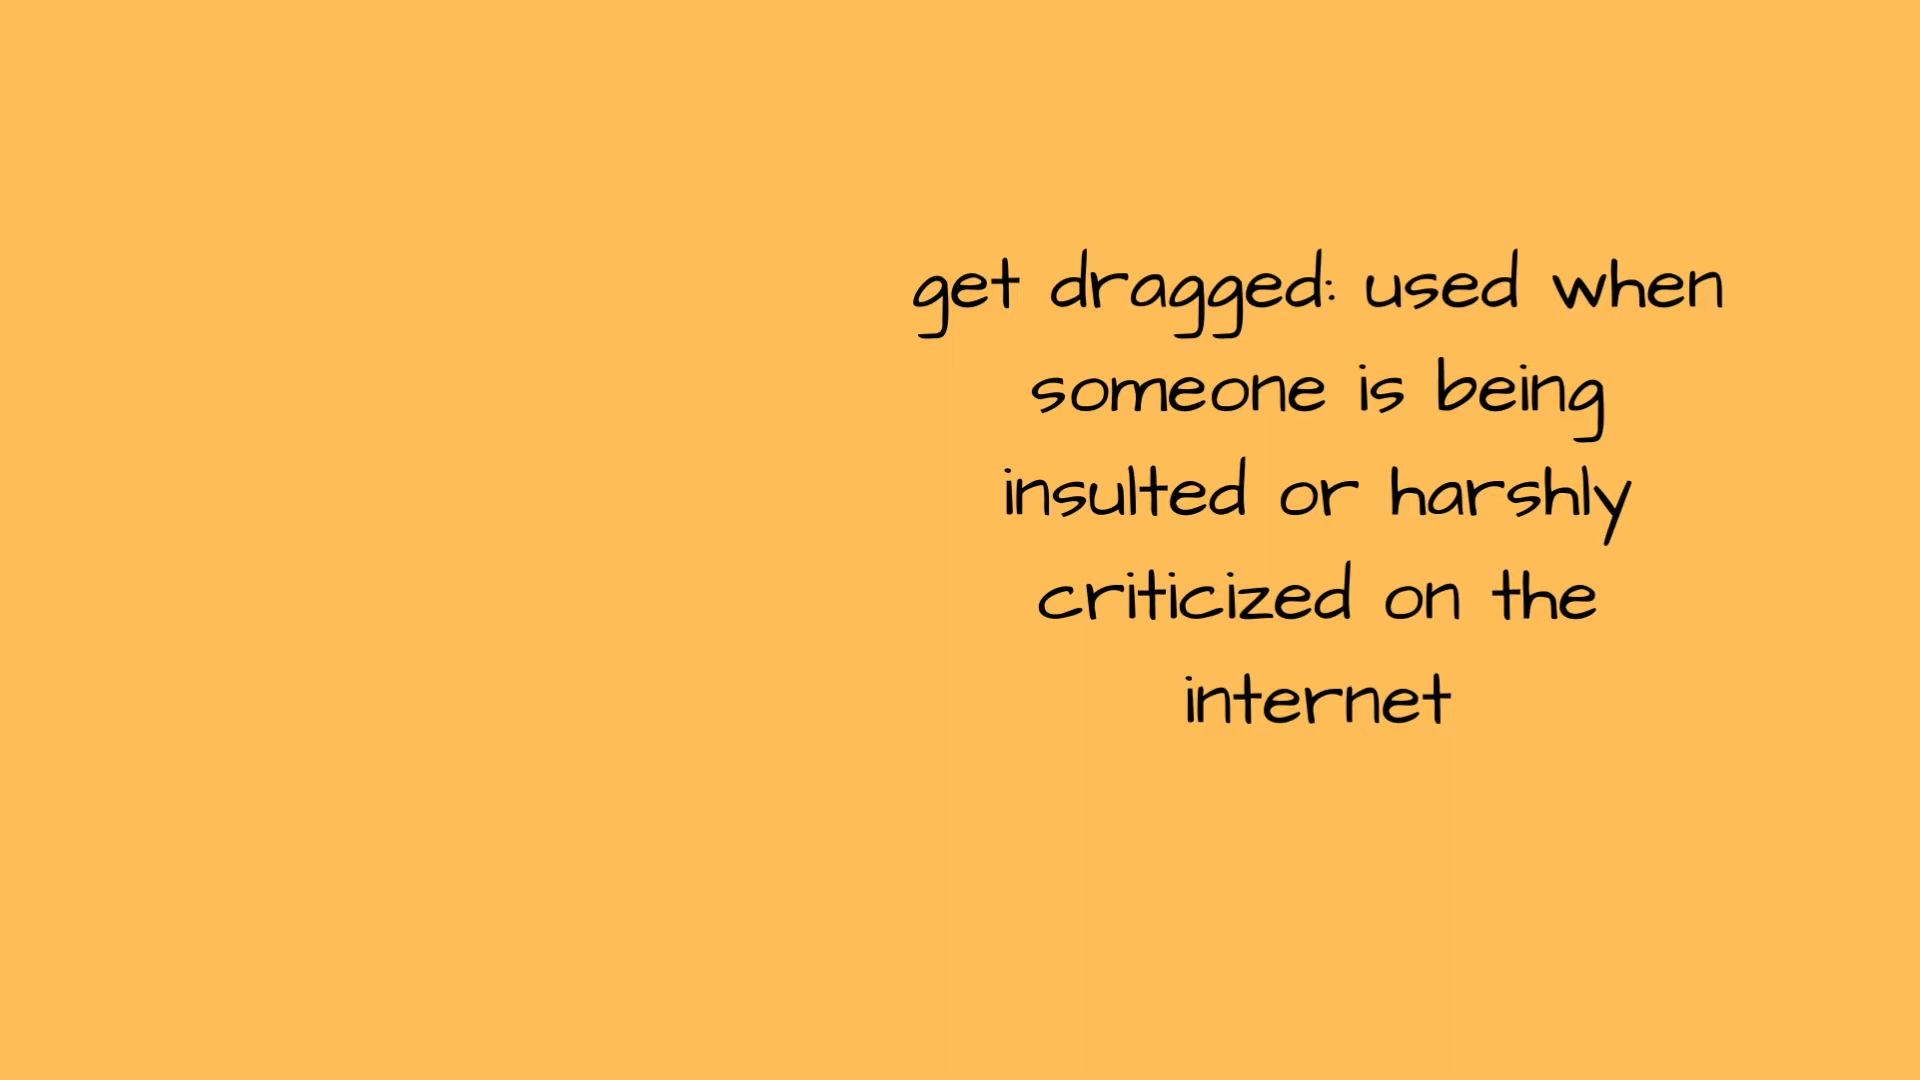 get dragged: used when
someone is being
insulted or harshly
criticized on the
internet